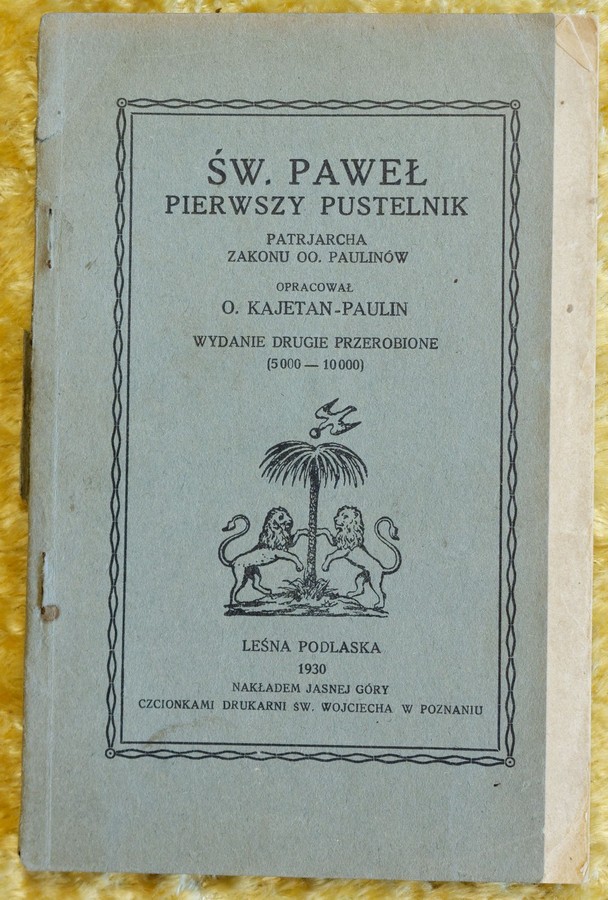 ŚW. PAWEŁ
PIERWSZY PUSTELNIK
PATRJARCHA
ZAKONU OO. PAULINÓW
OPRACOWAŁ
O. KAJETAN-PAULIN
WYDANIE DRUGIE PRZEROBIONE
(5000 — 10000)
LEŚNA PODLASKA
1930
NAKŁADEM JASNEJ GÓRY
CZCIONKAMI DRUKARNI ŚW. WOJCIECHA W POZNANIU